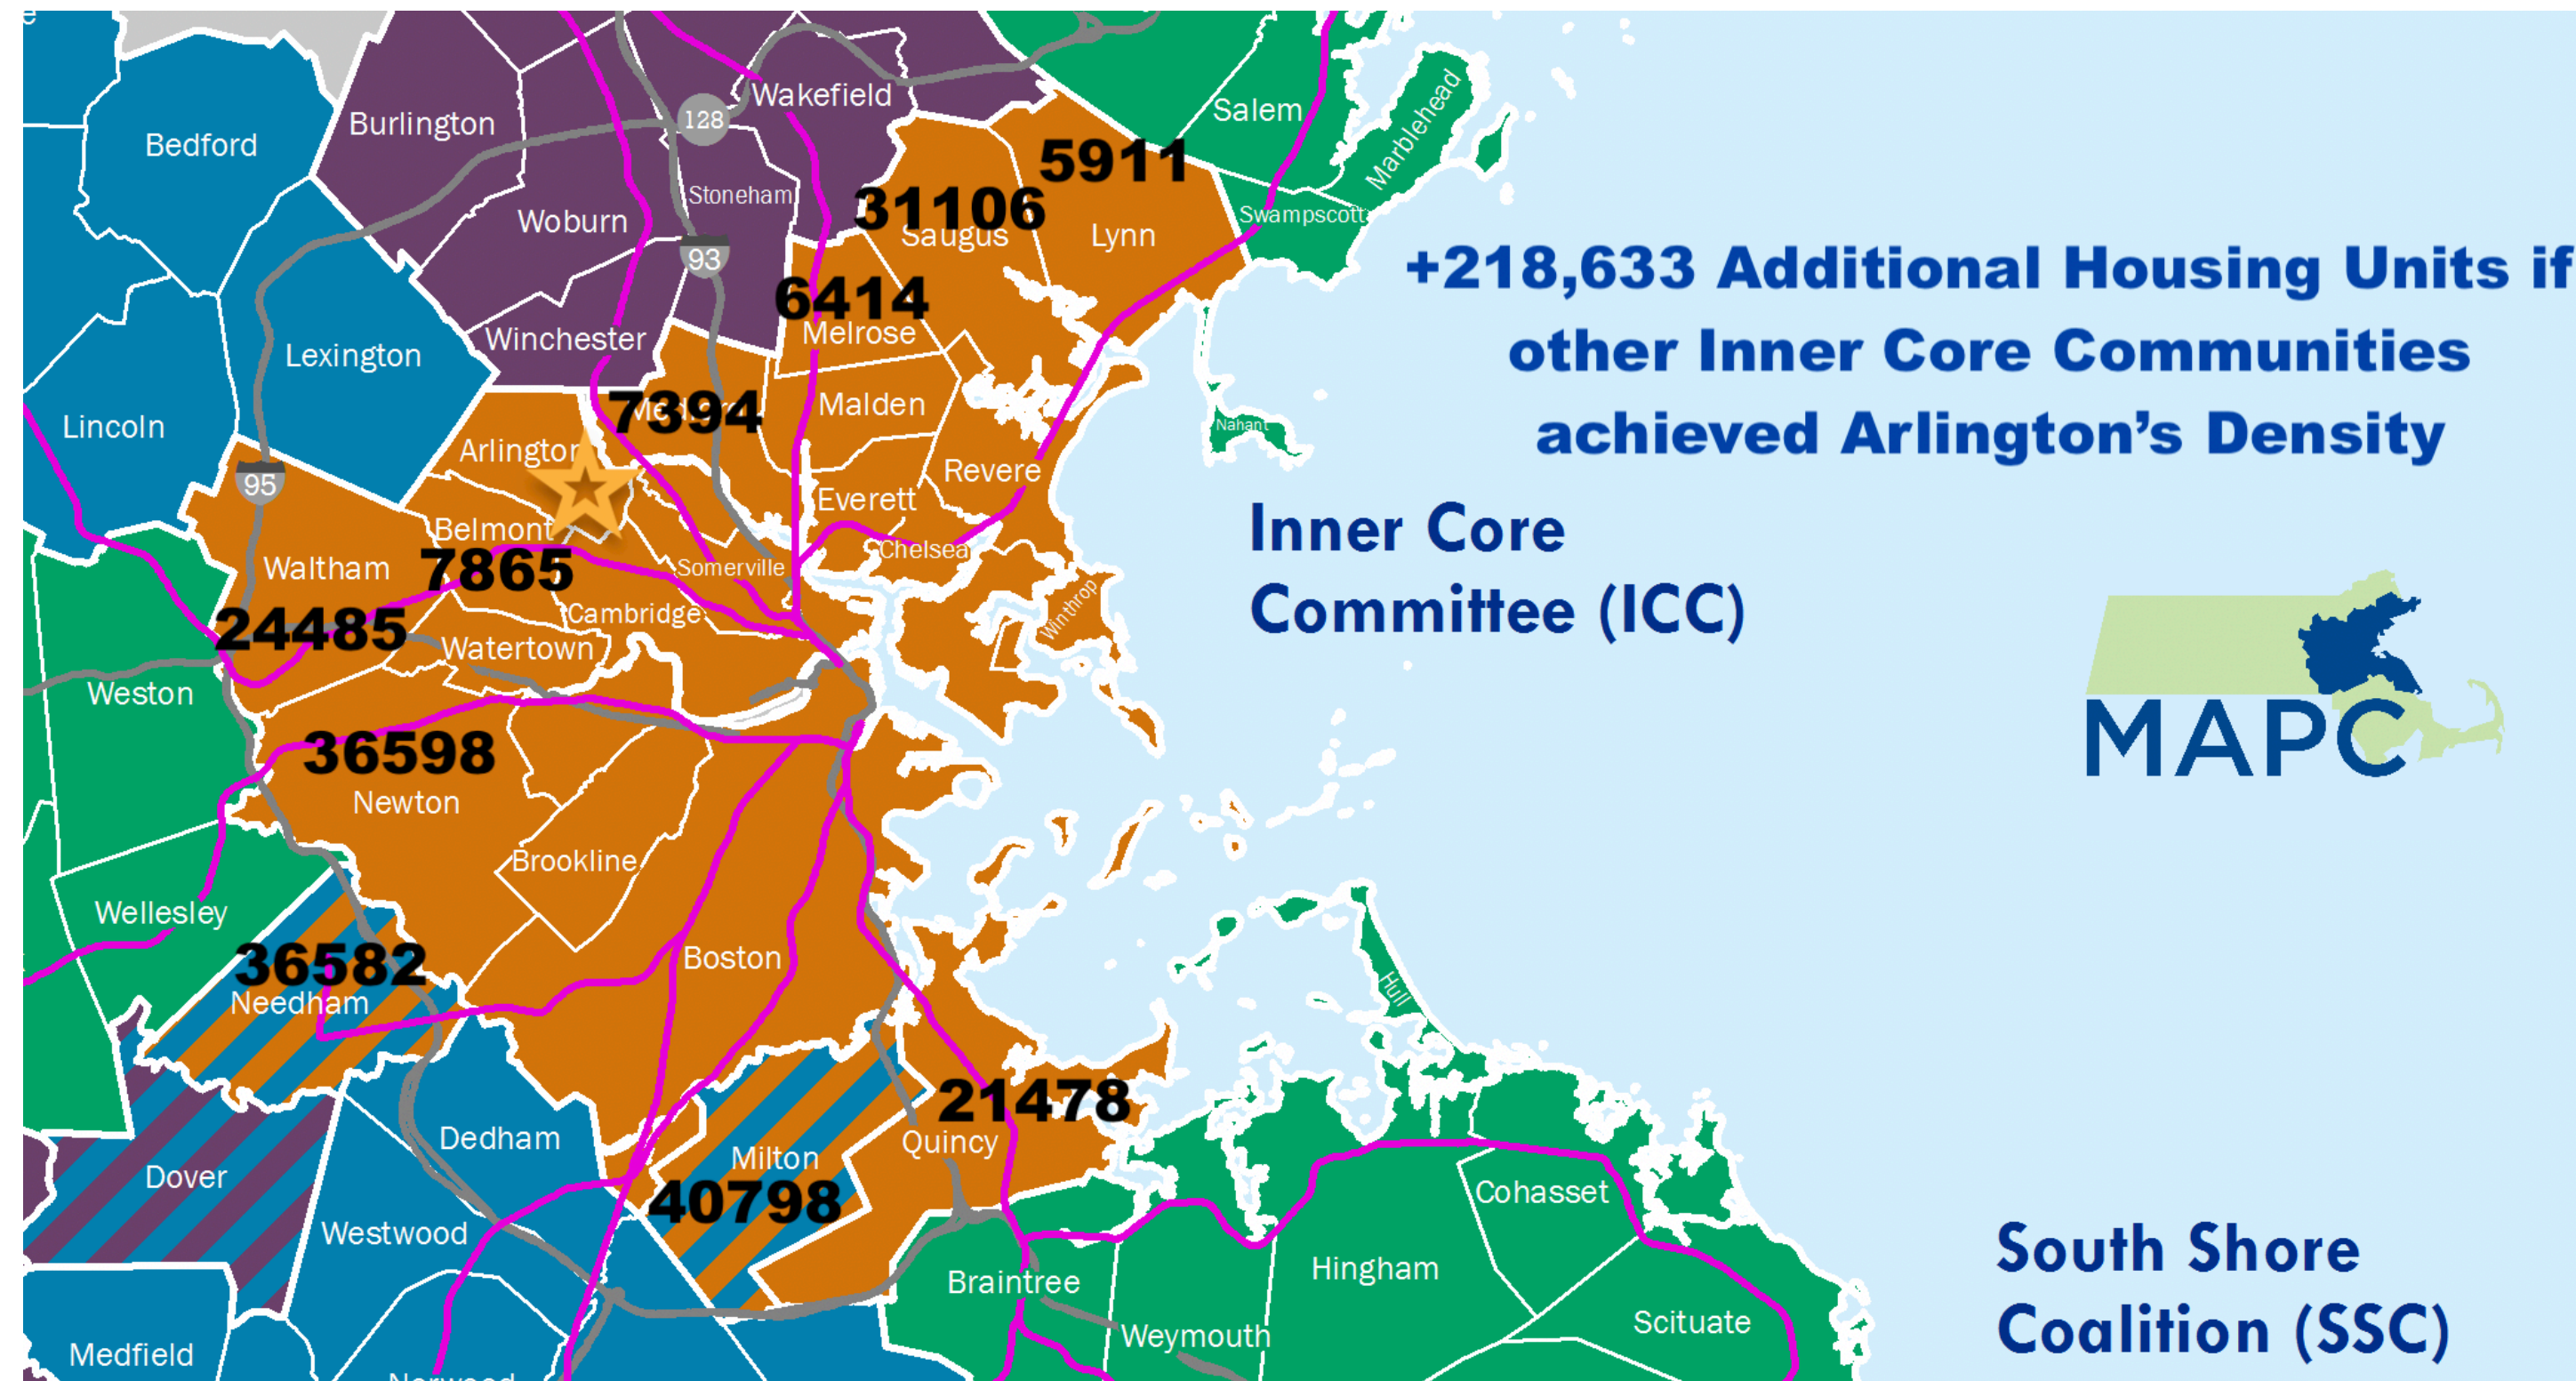 e
Wakefield
Burlington
128
Salem
Marblehead
Bedford
5911
Stoneham
31106
Woburn
Saugus
Lynn
Swampscott
93
+218,633 Additional Housing Units if
other Inner Core Communities
achieved Arlington’s Density
6414
Winchester
Melrose
Lexington
7394
Malden
Lincoln
Nahant
Arlington
Revere
95
Everett
Inner Core
Committee (ICC)
Belmont
Chelsea
Waltham
7865
Somerville
Cambridge
Winthrop
24485
Watertown
Weston
MAPC
36598
Newton
Brookline
Wellesley
36582
Boston
Needham
Hull
21478
Dedham
Quincy
Milton
Dover
40798
Cohasset
Westwood
South Shore
Coalition (SSC)
Braintree
Hingham
Scituate
Weymouth
Medfield